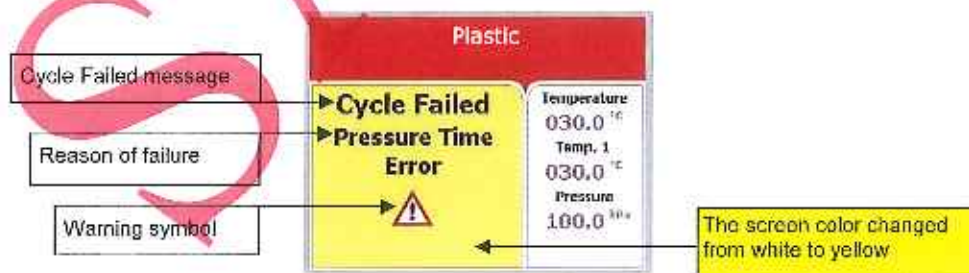 Plastic
Cycle Failed message
Cycle Failed
Reason of failure
Pressure Time
Error
Warning symbol
Temperature
030.0 °C
Temp. 1
030.0 °C
Pressure
100.0 kPa
The screen color changed
from white to yellow